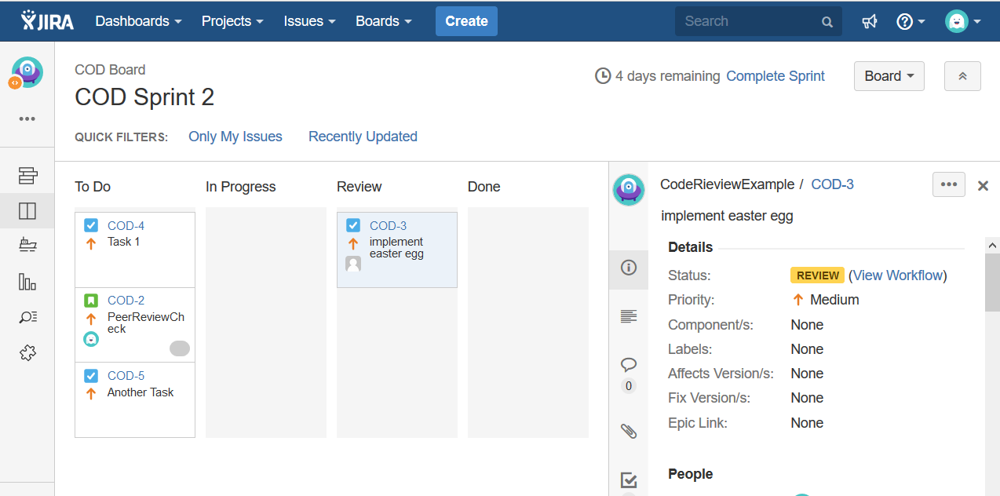 JIRA Dashboards Projects Issues Boards Create Search
COD Board
COD Sprint 2
4 days remaining Complete Sprint Board
QUICK FILTERS: Only My Issues Recently Updated
To Do In Progress Review Done
COD-4
Task 1
COD-2
PeerReviewCh
eck
COD-5
Another Task
COD-3
implement
easter egg
CodeRieviewExample / COD-3
implement easter egg
Details
Status: REVIEW (View Workflow)
Priority: Medium
Component/s: None
Labels: None
Affects Version/s: None
Fix Version/s: None
Epic Link: None
0
People